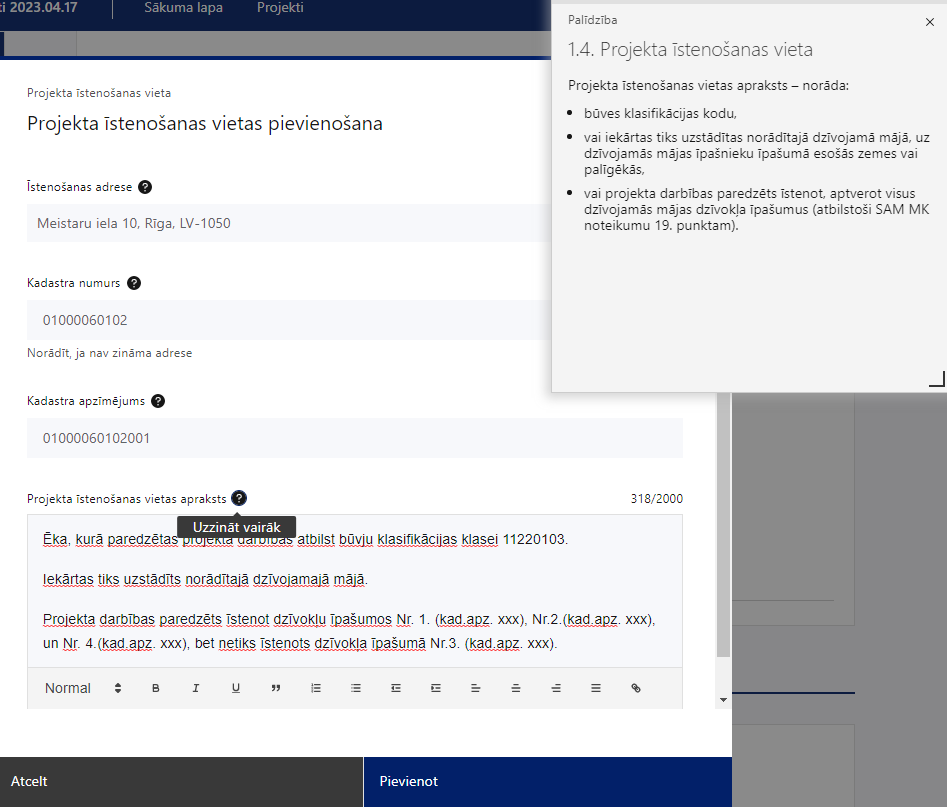 ci 2023.04.17
Sākuma lapa
Projekti
Projekta īstenošanas vieta
Projekta īstenošanas vietas pievienošana
Īstenošanas adrese ?
Meistaru iela 10, Rīga, LV-1050
Kadastra numurs ?
01000060102
Norādīt, ja nav zināma adrese
Kadastra apzīmējums ?
01000060102001
Projekta īstenošanas vietas apraksts ?
318/2000
Uzzināt vairāk
Ēka, kurā paredzētas projekta darbības atbilst būvju klasifikācijas klasei 11220103.
Iekārtas tiks uzstādīts norādītajā dzīvojamajā mājā.
Projekta darbības paredzēts īstenot dzīvokļu īpašumos Nr. 1. (kad.apz. xxx), Nr.2.(kad.apz. xxx),
un Nr. 4.(kad.apz. xxx), bet netiks īstenots dzīvokļa īpašumā Nr.3. (kad.apz. xxx).
Normal
Atcelt
Pievienot
Palīdzība
1.4. Projekta īstenošanas vieta
Projekta īstenošanas vietas apraksts – norāda:
• būves klasifikācijas kodu,
• vai iekārtas tiks uzstādītas norādītajā dzīvojamā mājā, uz
dzīvojamās mājas īpašnieku īpašumā esošās zemes vai
palīgēkās,
• vai projekta darbības paredzēts īstenot, aptverot visus
dzīvojamās mājas dzīvokļa īpašumus (atbilstoši SAM MK
noteikumu 19. punktam).